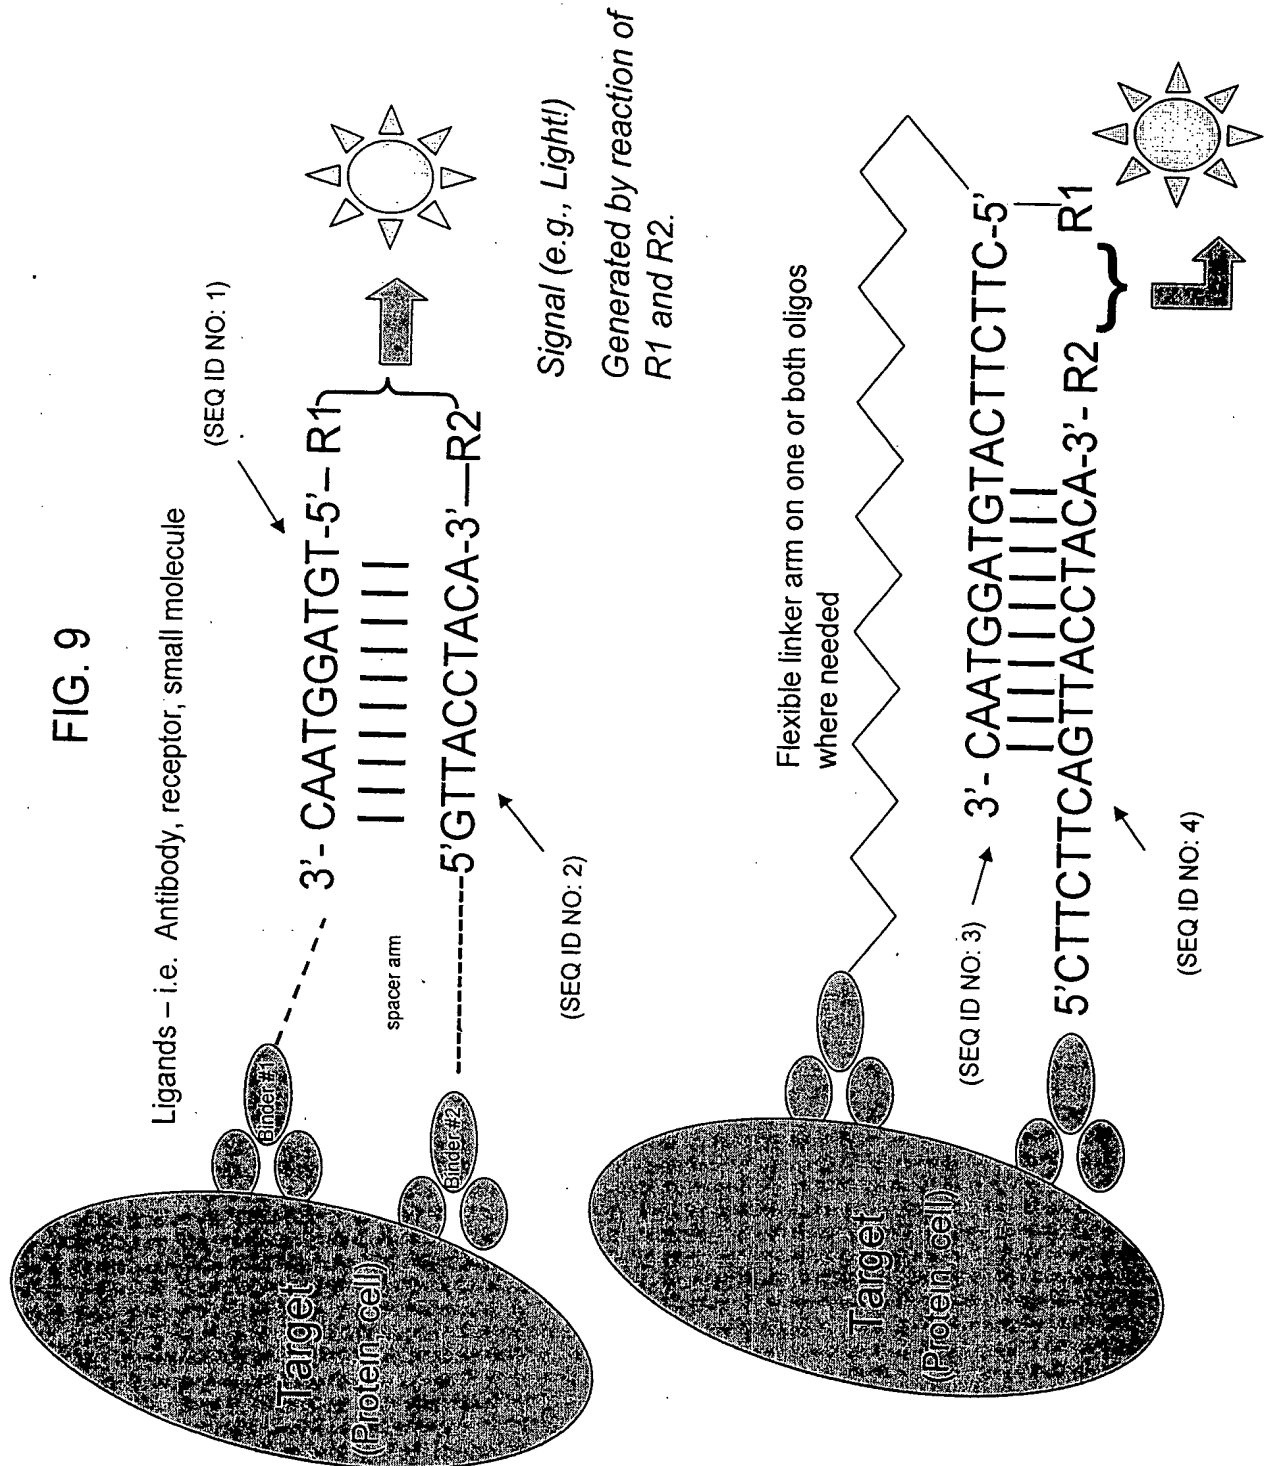 FIG. 9
Ligands – i.e. Antibody, receptor, small molecule
(SEQ ID NO: 1)
Binder #1
3'- CAATGGATGT-5'– R1
spacer arm
Binder #2
5'GTTACCTACA-3'—R2
(SEQ ID NO: 2)
Target
(Protein, cell)
Signal (e.g., Light!)
Generated by reaction of
R1 and R2.
Flexible linker arm on one or both oligos
where needed
(SEQ ID NO: 3)
3'- CAATGGATGTACTTCTTC-5'
R1
5'CTTCTTCAGTTACCTACA-3'- R2
(SEQ ID NO: 4)
Target
(Protein, cell)